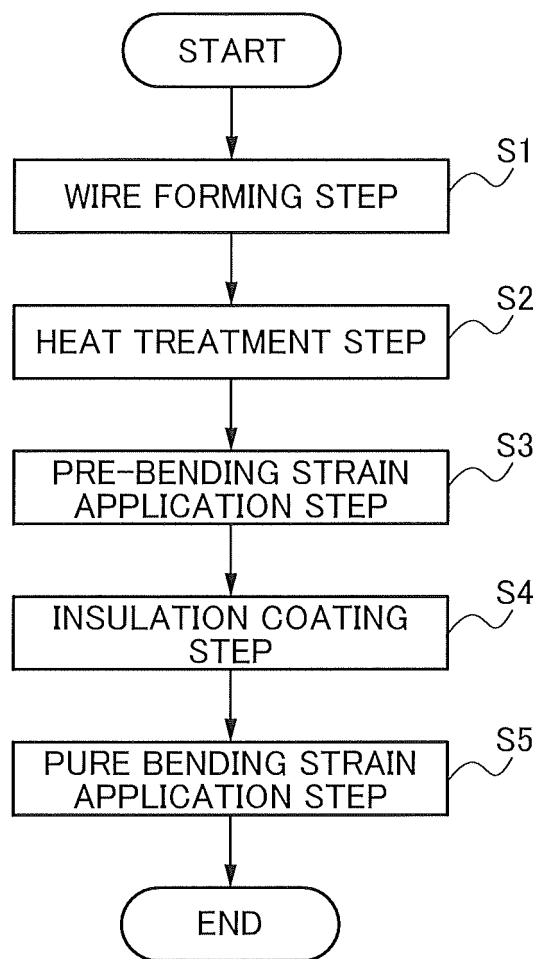 START
S1
WIRE FORMING STEP
S2
HEAT TREATMENT STEP
S3
PRE-BENDING STRAIN
APPLICATION STEP
S4
INSULATION COATING
STEP
S5
PURE BENDING STRAIN
APPLICATION STEP
END